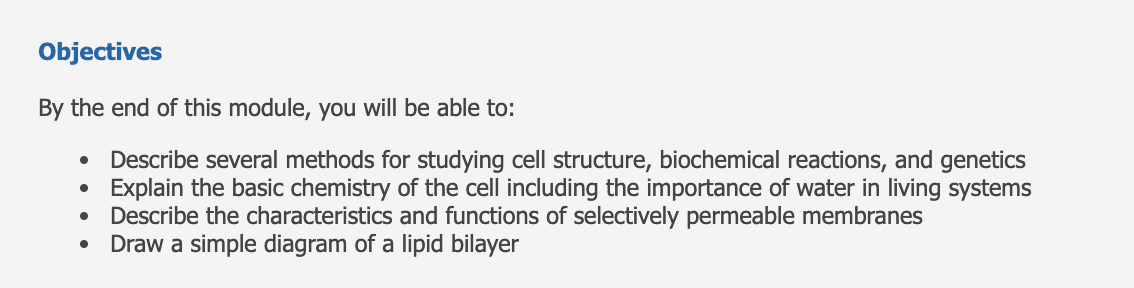 Objectives
By the end of this module, you will be able to:
• Describe several methods for studying cell structure, biochemical reactions, and genetics
• Explain the basic chemistry of the cell including the importance of water in living systems
• Describe the characteristics and functions of selectively permeable membranes
• Draw a simple diagram of a lipid bilayer